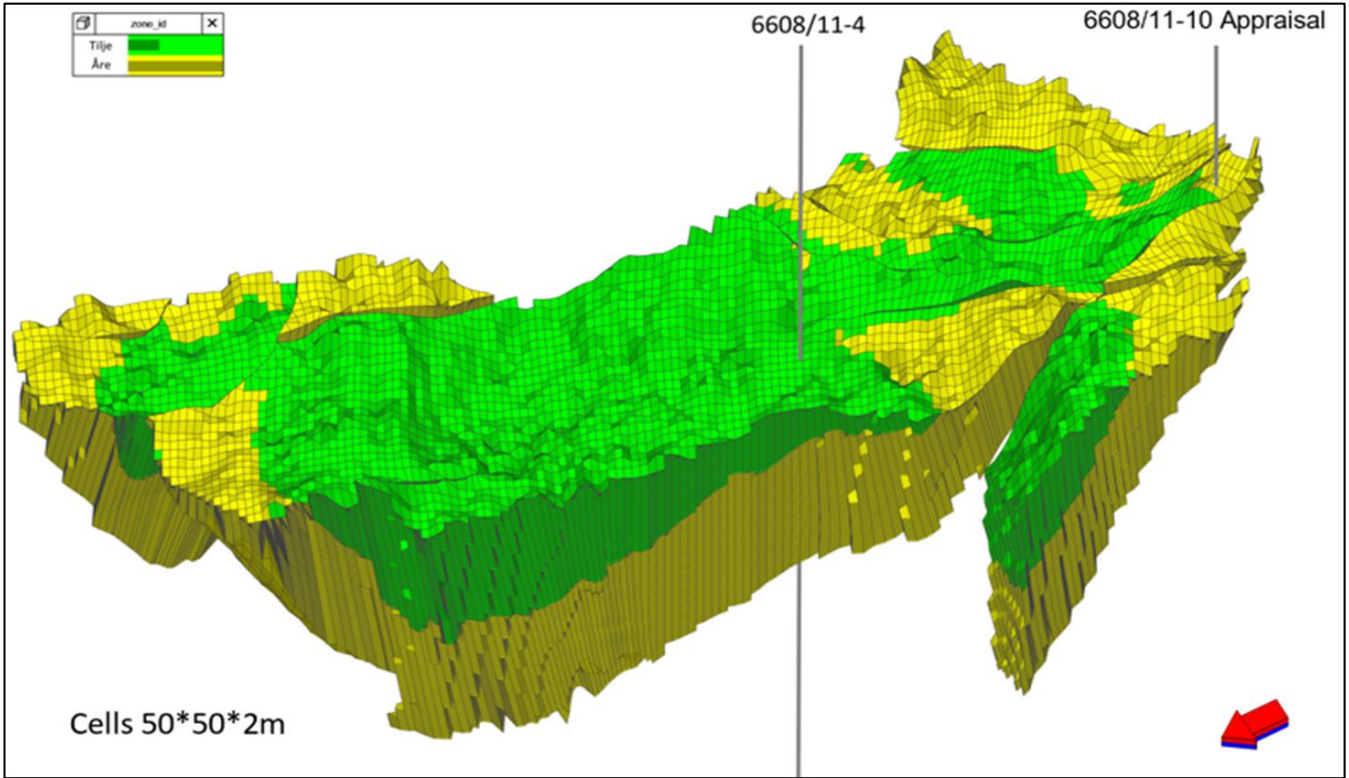 zone_id
Tilje
Åre
6608/11-4
6608/11-10 Appraisal
Cells 50*50*2m